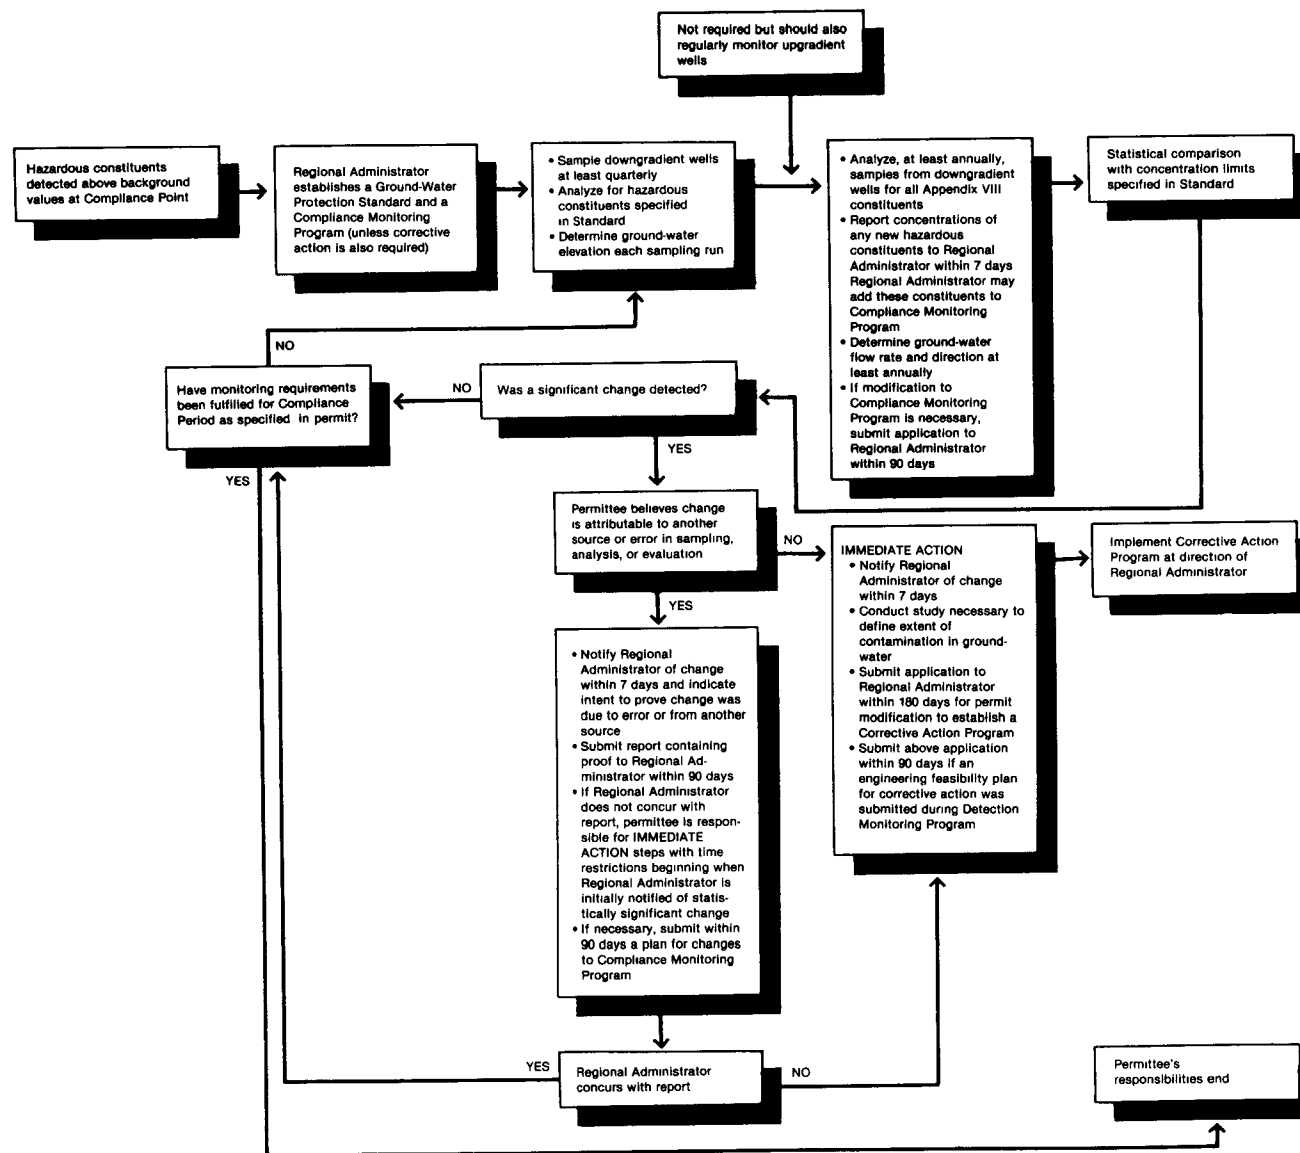 Not required but should also
regularly monitor upgradient
wells
Hazardous constituents
detected above background
values at Compliance Point
Regional Administrator
establishes a Ground-Water
Protection Standard and a
Compliance Monitoring
Program (unless corrective
action is also required)
• Sample downgradient wells
at least quarterly
• Analyze for hazardous
constituents specified
in Standard
• Determine ground-water
elevation each sampling run
• Analyze, at least annually,
samples from downgradient
wells for all Appendix VIII
constituents
• Report concentrations of
any new hazardous
constituents to Regional
Administrator within 7 days
Regional Administrator may
add these constituents to
Compliance Monitoring
Program
• Determine ground-water
flow rate and direction at
least annually
• If modification to
Compliance Monitoring
Program is necessary,
submit application to
Regional Administrator
within 90 days
Statistical comparison
with concentration limits
specified in Standard
NO
Have monitoring requirements
been fulfilled for Compliance
Period as specified in permit?
YES
NO
Was a significant change detected?
YES
Permittee believes change
is attributable to another
source or error in sampling,
analysis, or evaluation
NO
YES
IMMEDIATE ACTION
• Notify Regional
Administrator of change
within 7 days
• Conduct study necessary to
define extent of
contamination in ground-
water
• Submit application to
Regional Administrator
within 180 days for permit
modification to establish a
Corrective Action Program
• Submit above application
within 90 days if an
engineering feasibility plan
for corrective action was
submitted during Detection
Monitoring Program
Implement Corrective Action
Program at direction of
Regional Administrator
• Notify Regional
Administrator of change
within 7 days and indicate
intent to prove change was
due to error or from another
source
• Submit report containing
proof to Regional Ad-
ministrator within 90 days
• If Regional Administrator
does not concur with
report, permittee is respon-
sible for IMMEDIATE
ACTION steps with time
restrictions beginning when
Regional Administrator is
initially notified of statis-
tically significant change
• If necessary, submit within
90 days a plan for changes
to Compliance Monitoring
Program
YES
Regional Administrator
concurs with report
NO
Permittee's
responsibilities end